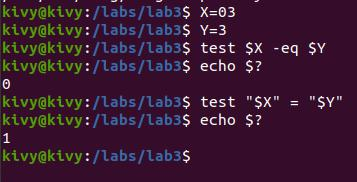 kivy@kivy:/labs/lab3$ X=03
kivy@kivy:/labs/lab3$ Y=3
kivy@kivy:/labs/lab3$ test $X -eq $Y
kivy@kivy:/labs/lab3$ echo $?
0
kivy@kivy:/labs/lab3$ test "$X" = "$Y"
kivy@kivy:/labs/lab3$ echo $?
1
kivy@kivy:/labs/lab3$